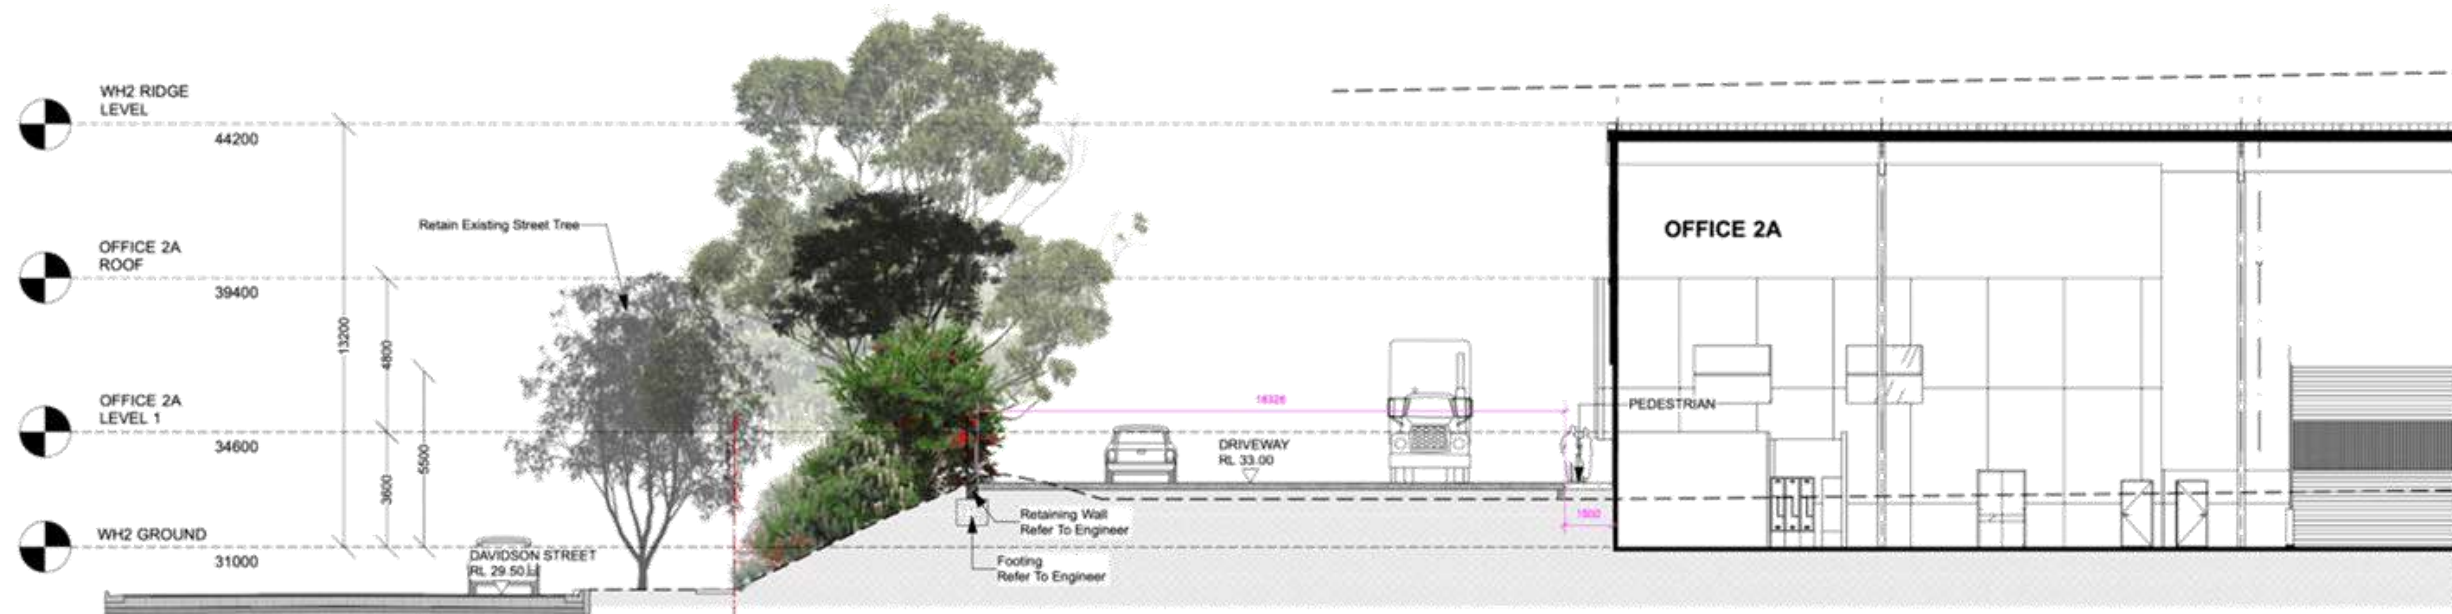 WH2 RIDGE
LEVEL
44200
Retain Existing Street Tree
OFFICE 2A
ROOF
39400
OFFICE 2A
13200
4800
OFFICE 2A
LEVEL 1
34600
5500
3600
16326
PEDESTRIAN
DRIVEWAY
RL 33.00
WH2 GROUND
31000
DAVIDSON STREET
RL 29.50
Retaining Wall
Refer To Engineer
Footing
Refer To Engineer
1500